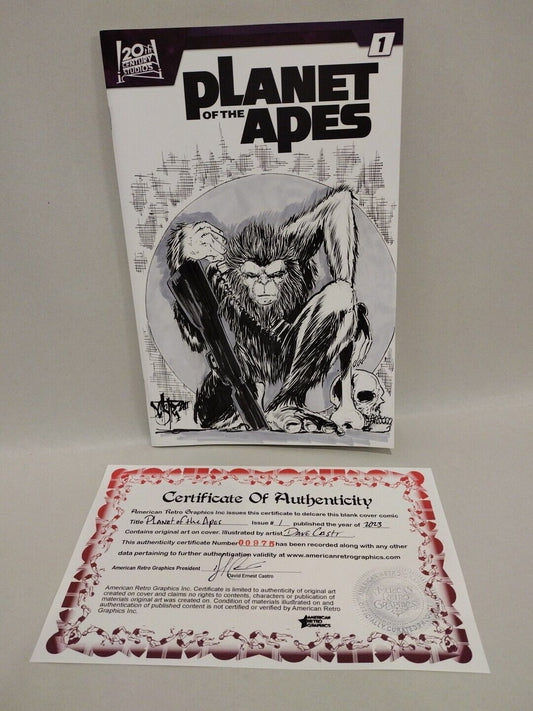 20th
CENTURY
STUDIOS
1
PLANET
OF THE
APES
Certificate Of Authenticity
American Retro Graphics Inc issues this certificate to delcare this blank cover comic
Title Planet of the Apes Issue # 1 published the year of 2023
Contains original art on cover. Illustrated by artist Dave Castr
This authenticity certificate Number 00975 has been recorded along with any other
data pertaining to further authentication validity at www.americanretrographics.com
American Retro Graphics President
David Ernest Castro
American Retro Graphics Inc. Certificate is limited to authenticity of original art
created on cover and claims no rights to contents, characters or publication of
materials original art was created on. Condition of materials illustrated on and
authentication of published content is not certified or verified by American Retro
Graphics Inc.
AMERICAN
RETRO
GRAPHICS